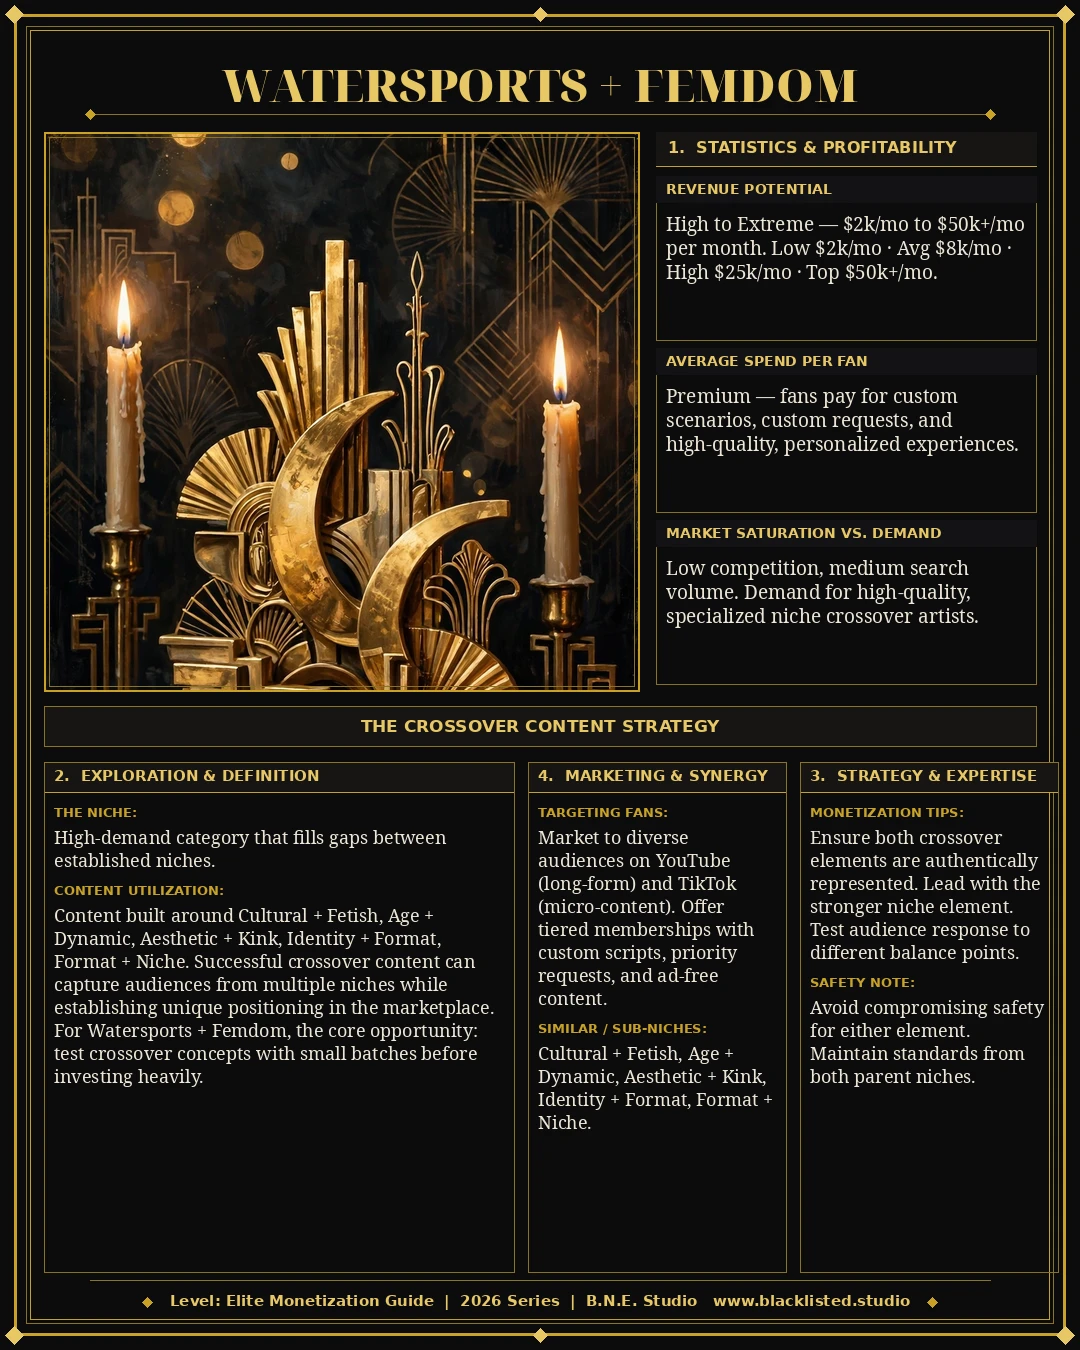 WATERSPORTS + FEMDOM
1. STATISTICS & PROFITABILITY
REVENUE POTENTIAL
High to Extreme — $2k/mo to $50k+/mo
per month. Low $2k/mo · Avg $8k/mo ·
High $25k/mo · Top $50k+/mo.
AVERAGE SPEND PER FAN
Premium — fans pay for custom
scenarios, custom requests, and
high-quality, personalized experiences.
MARKET SATURATION VS. DEMAND
Low competition, medium search
volume. Demand for high-quality,
specialized niche crossover artists.
THE CROSSOVER CONTENT STRATEGY
2. EXPLORATION & DEFINITION
THE NICHE:
High-demand category that fills gaps between
established niches.
CONTENT UTILIZATION:
Content built around Cultural + Fetish, Age +
Dynamic, Aesthetic + Kink, Identity + Format,
Format + Niche. Successful crossover content can
capture audiences from multiple niches while
establishing unique positioning in the marketplace.
For Watersports + Femdom, the core opportunity:
test crossover concepts with small batches before
investing heavily.
4. MARKETING & SYNERGY
TARGETING FANS:
Market to diverse
audiences on YouTube
(long-form) and TikTok
(micro-content). Offer
tiered memberships with
custom scripts, priority
requests, and ad-free
content.
SIMILAR / SUB-NICHES:
Cultural + Fetish, Age +
Dynamic, Aesthetic + Kink,
Identity + Format, Format +
Niche.
3. STRATEGY & EXPERTISE
MONETIZATION TIPS:
Ensure both crossover
elements are authentically
represented. Lead with the
stronger niche element.
Test audience response to
different balance points.
SAFETY NOTE:
Avoid compromising safety
for either element.
Maintain standards from
both parent niches.
Level: Elite Monetization Guide | 2026 Series | B.N.E. Studio www.blacklisted.studio